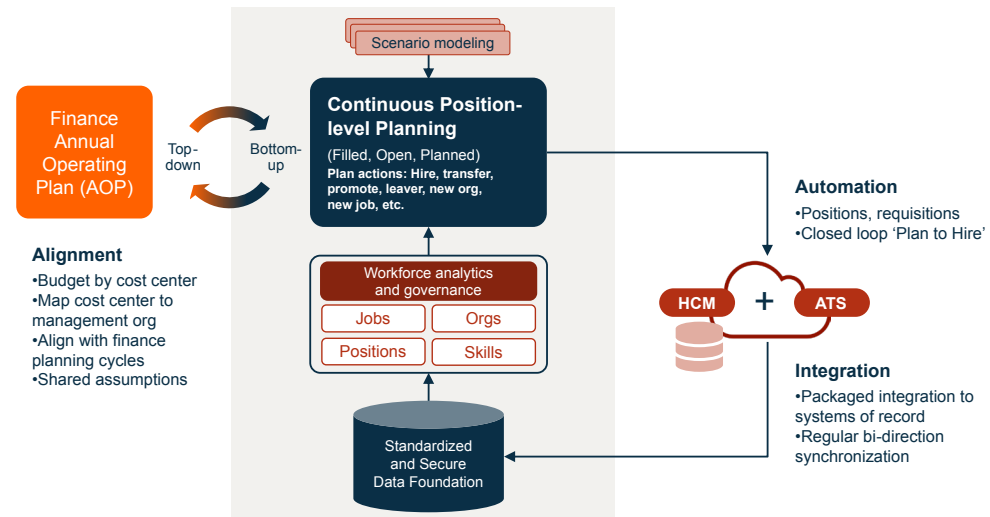 Scenario modeling
Finance
Annual
Operating
Plan (AOP)
Top-
down
Bottom-
up
Continuous Position-
level Planning
(Filled, Open, Planned)
Plan actions: Hire, transfer,
promote, leaver, new org,
new job, etc.
Alignment
•Budget by cost center
•Map cost center to
management org
•Align with finance
planning cycles
•Shared assumptions
Workforce analytics
and governance
Jobs
Orgs
Positions
Skills
Standardized
and Secure
Data Foundation
Automation
•Positions, requisitions
•Closed loop ‘Plan to Hire’
HCM
+
ATS
Integration
•Packaged integration to
systems of record
•Regular bi-direction
synchronization